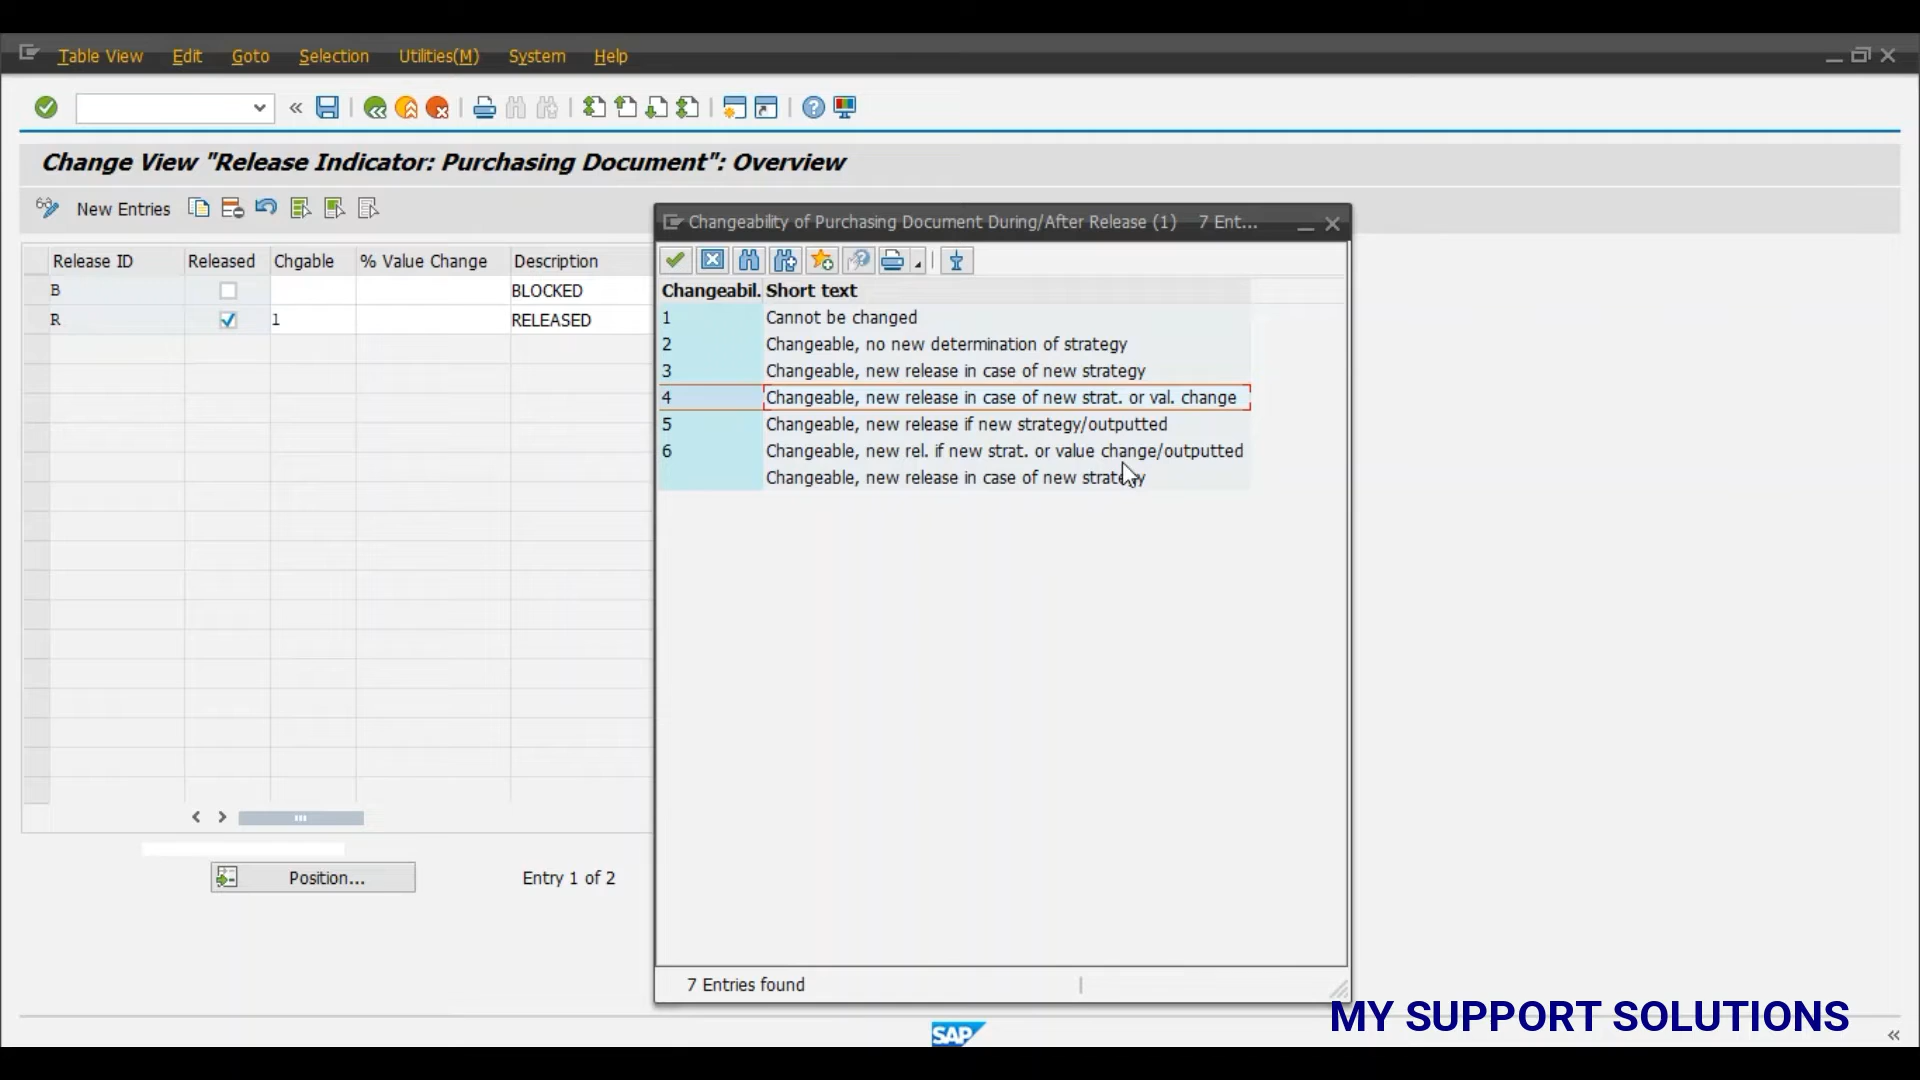 Table View Edit Goto Selection Utilities(M) System Help
Change View "Release Indicator: Purchasing Document": Overview
New Entries
Release ID Released Chgable % Value Change Description
B BLOCKED
R 1 RELEASED
Position... Entry 1 of 2
Changeability of Purchasing Document During/After Release (1) 7 Ent...
Changeabil. Short text
1 Cannot be changed
2 Changeable, no new determination of strategy
3 Changeable, new release in case of new strategy
4 Changeable, new release in case of new strat. or val. change
5 Changeable, new release if new strategy/outputted
6 Changeable, new rel. if new strat. or value change/outputted
Changeable, new release in case of new strategy
7 Entries found
MY SUPPORT SOLUTIONS
SAP